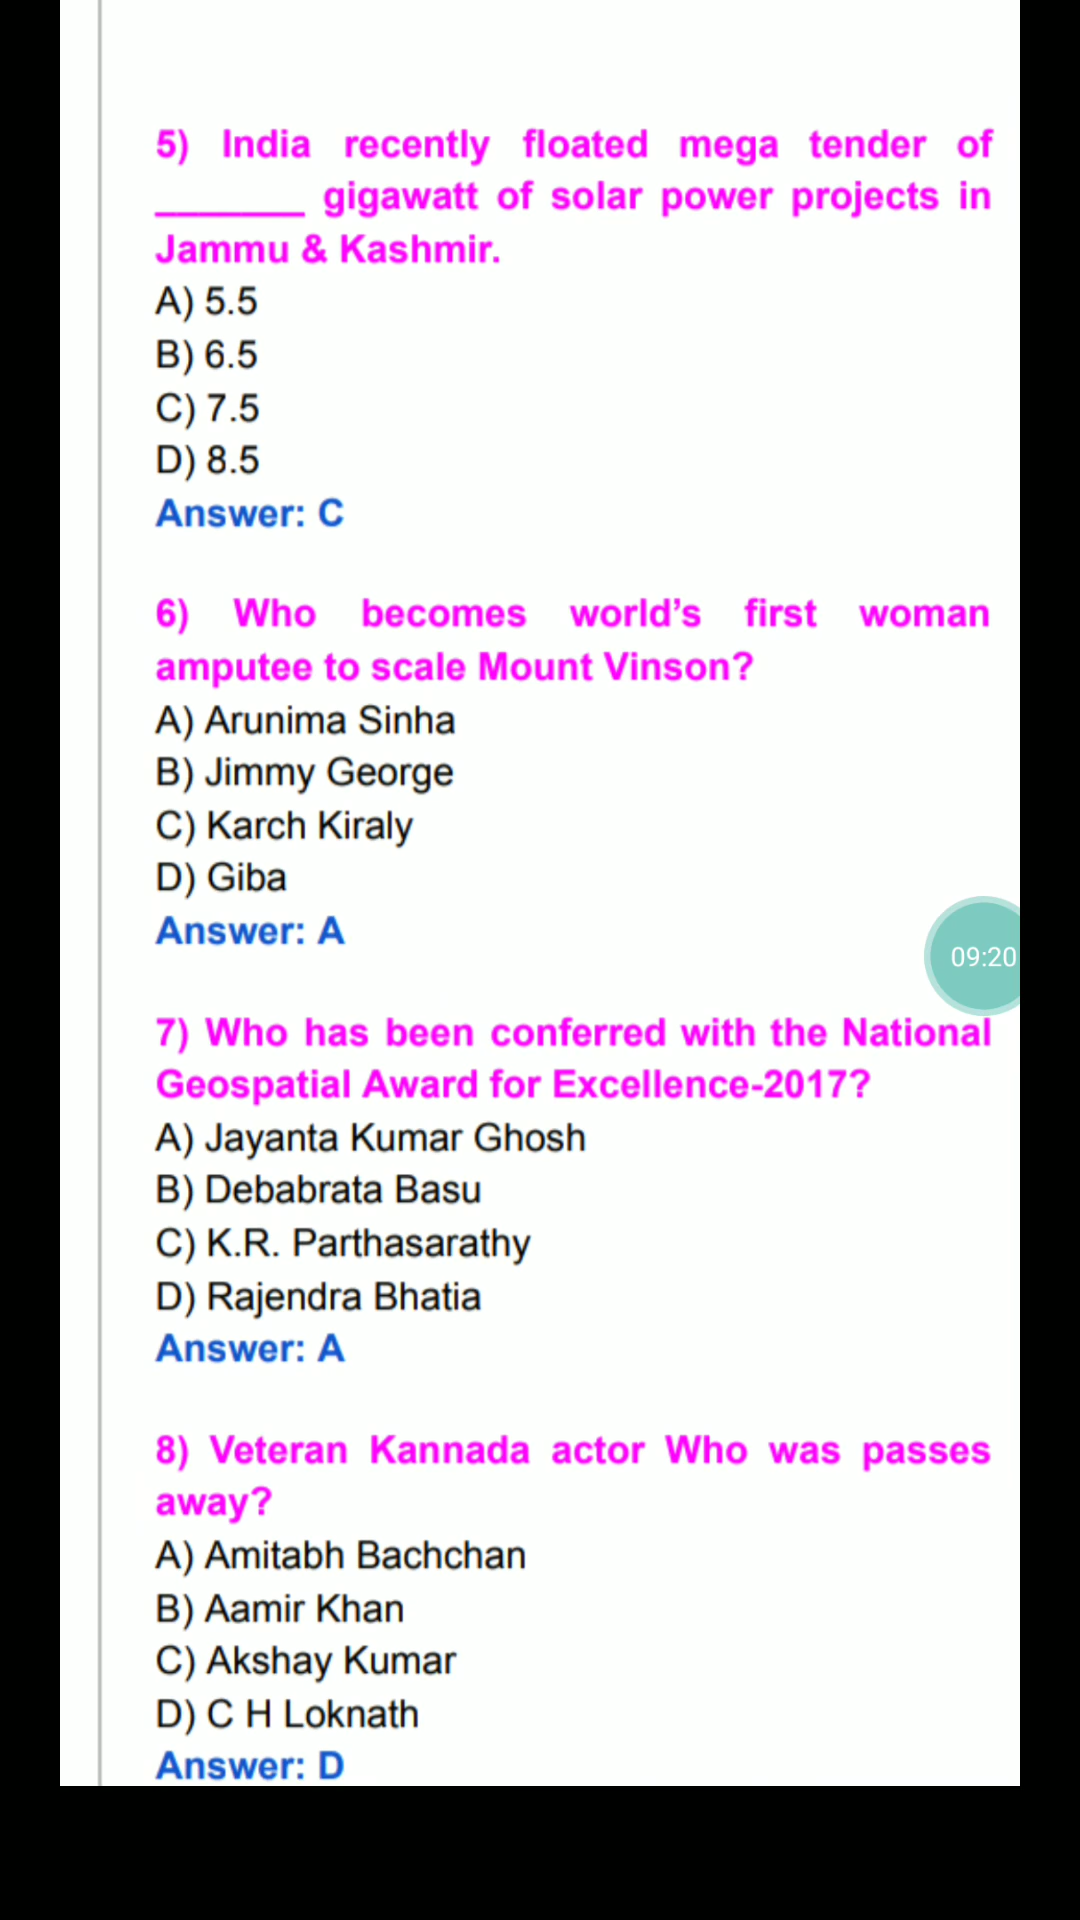 5) India recently floated mega tender of
_______ gigawatt of solar power projects in
Jammu & Kashmir.
A) 5.5
B) 6.5
C) 7.5
D) 8.5
Answer: C
6) Who becomes world’s first woman
amputee to scale Mount Vinson?
A) Arunima Sinha
B) Jimmy George
C) Karch Kiraly
D) Giba
Answer: A
09:20
7) Who has been conferred with the National
Geospatial Award for Excellence-2017?
A) Jayanta Kumar Ghosh
B) Debabrata Basu
C) K.R. Parthasarathy
D) Rajendra Bhatia
Answer: A
8) Veteran Kannada actor Who was passes
away?
A) Amitabh Bachchan
B) Aamir Khan
C) Akshay Kumar
D) C H Loknath
Answer: D